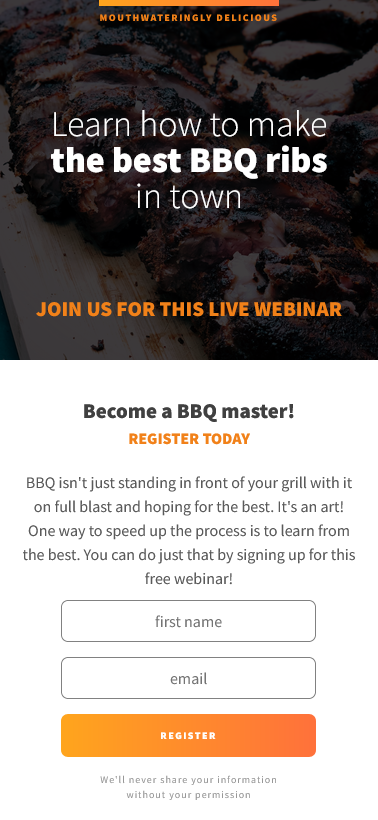 MOUTHWATERINGLY DELICIOUS
Learn how to make
the best BBQ ribs
in town
JOIN US FOR THIS LIVE WEBINAR
Become a BBQ master!
REGISTER TODAY
BBQ isn't just standing in front of your grill with it
on full blast and hoping for the best. It's an art!
One way to speed up the process is to learn from
the best. You can do just that by signing up for this
free webinar!
first name
email
REGISTER
We'll never share your information
without your permission